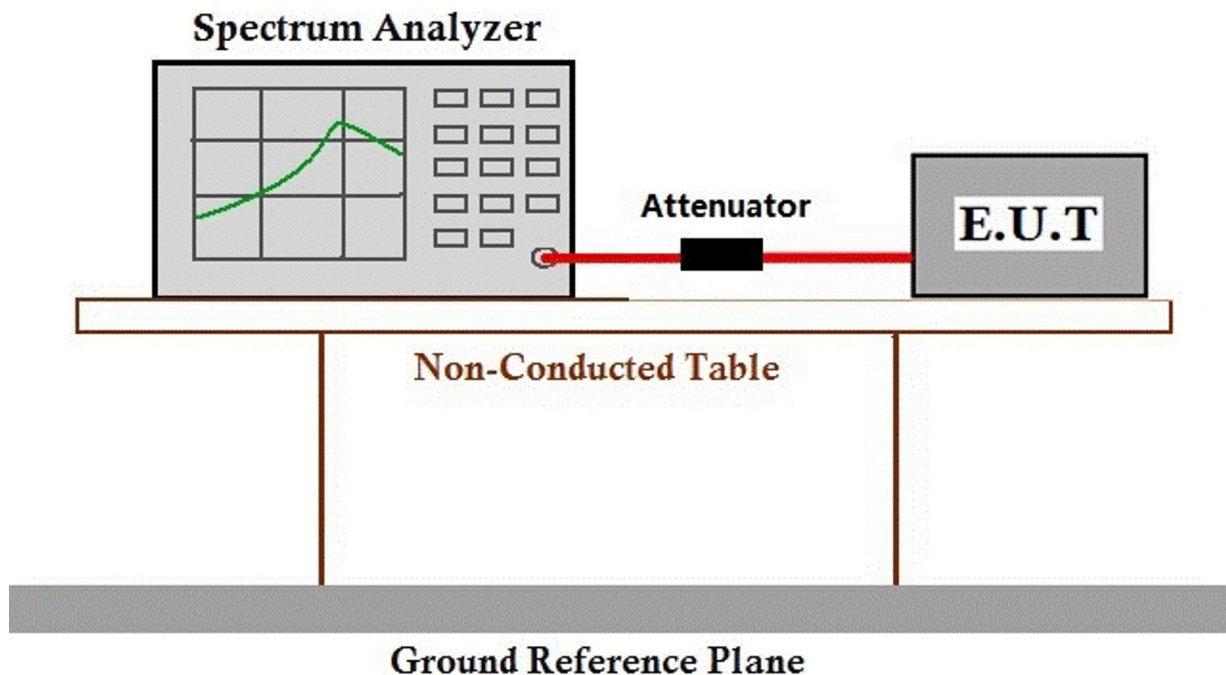 Spectrum Analyzer
Attenuator
E.U.T
Non-Conducted Table
Ground Reference Plane